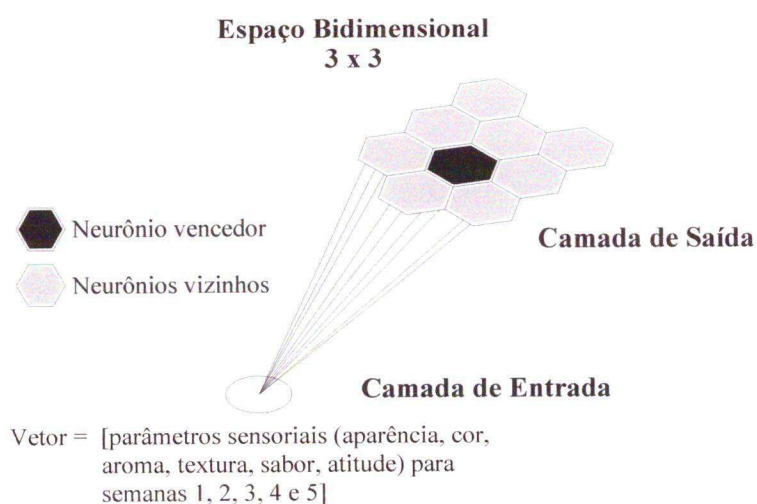 Espaço Bidimensional
3 x 3
Neurônio vencedor
Neurônios vizinhos
Camada de Saída
Camada de Entrada
Vetor = [parâmetros sensoriais (aparência, cor,
aroma, textura, sabor, atitude) para
semanas 1, 2, 3, 4 e 5]